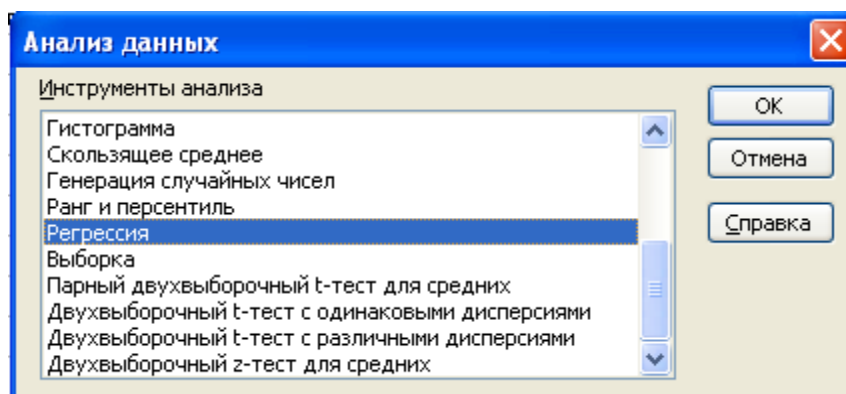 Анализ данных
Инструменты анализа
Гистограмма
Скользящее среднее
Генерация случайных чисел
Ранг и персентиль
Регрессия
Выборка
Парный двухвыборочный t-тест для средних
Двухвыборочный t-тест с одинаковыми дисперсиями
Двухвыборочный t-тест с различными дисперсиями
Двухвыборочный z-тест для средних
ОК
Отмена
Справка